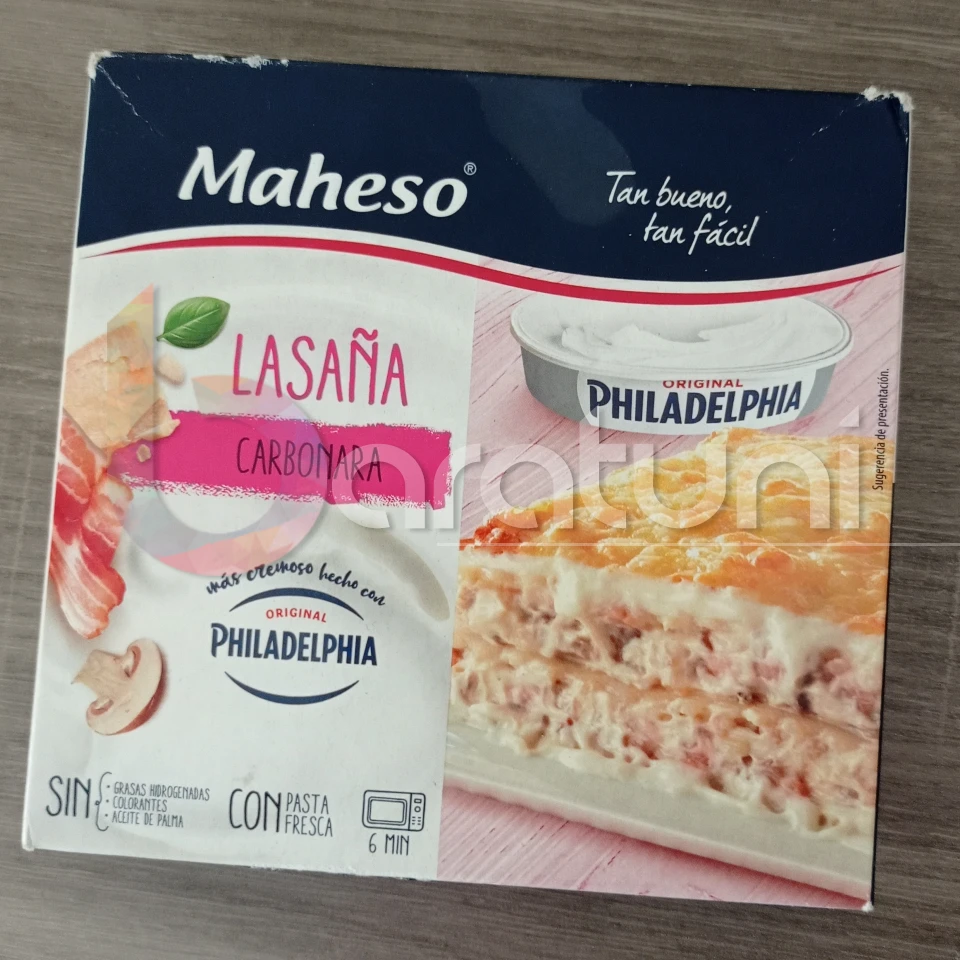 Maheso®
Tan bueno,
tan fácil
LASAÑA
CARBONARA
ORIGINAL
PHILADELPHIA
Sugerencia de presentación.
más cremoso hecho con
ORIGINAL
PHILADELPHIA
SIN
· GRASAS HIDROGENADAS
· COLORANTES
· ACEITE DE PALMA
CON PASTA
FRESCA
6 MIN
baratuni